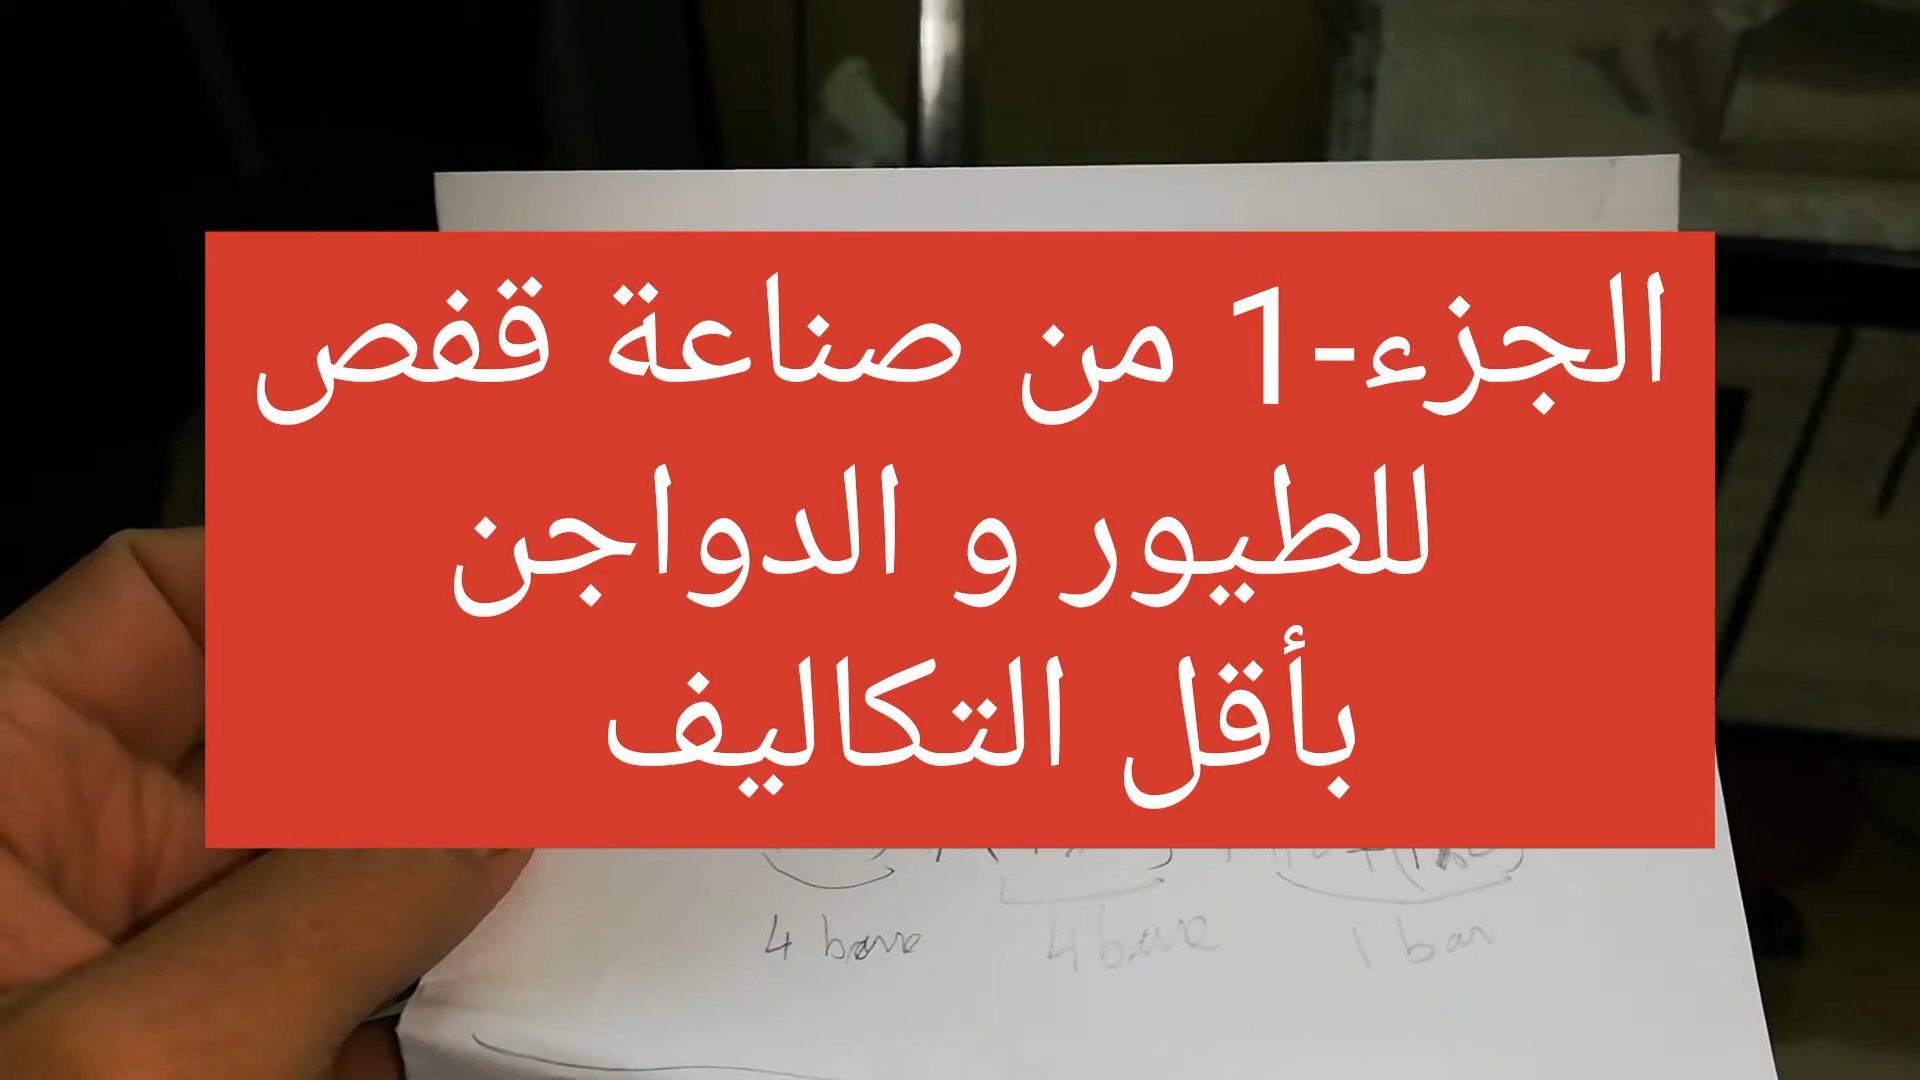 الجزء-1 من صناعة قفص
للطيور و الدواجن
بأقل التكاليف
4 barre 4 barre 1 bar